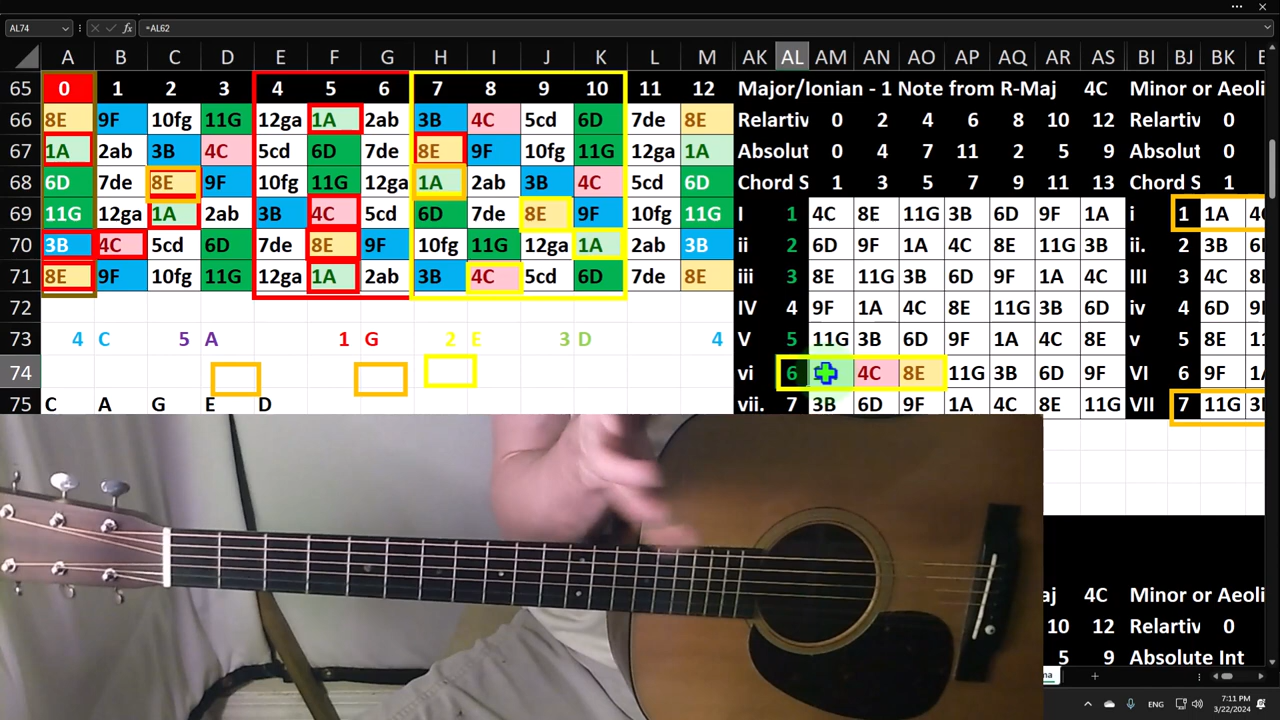 AL74 fx =AL62
A B C D E F G H I J K L M AK AL AM AN AO AP AQ AR AS BI BJ BK
65 0 1 2 3 4 5 6 7 8 9 10 11 12 Major/Ionian - 1 Note from R-Maj 4C Minor or Aeoli
66 8E 9F 10fg 11G 12ga 1A 2ab 3B 4C 5cd 6D 7de 8E Relartiv 0 2 4 6 8 10 12 Relartiv 0
67 1A 2ab 3B 4C 5cd 6D 7de 8E 9F 10fg 11G 12ga 1A Absolut 0 4 7 11 2 5 9 Absolut 0
68 6D 7de 8E 9F 10fg 11G 12ga 1A 2ab 3B 4C 5cd 6D Chord S 1 3 5 7 9 11 13 Chord S 1
69 11G 12ga 1A 2ab 3B 4C 5cd 6D 7de 8E 9F 10fg 11G I 1 4C 8E 11G 3B 6D 9F 1A i 1 1A 4
70 3B 4C 5cd 6D 7de 8E 9F 10fg 11G 12ga 1A 2ab 3B ii 2 6D 9F 1A 4C 8E 11G 3B ii. 2 3B 6
71 8E 9F 10fg 11G 12ga 1A 2ab 3B 4C 5cd 6D 7de 8E iii 3 8E 11G 3B 6D 9F 1A 4C III 3 4C 8
72 IV 4 9F 1A 4C 8E 11G 3B 6D iv 4 6D 9
73 4 C 5 A 1 G 2 E 3 D 4 V 5 11G 3B 6D 9F 1A 4C 8E v 5 8E 11
74 vi 6 4C 8E 11G 3B 6D 9F VI 6 9F 1
75 C A G E D vii. 7 3B 6D 9F 1A 4C 8E 11G VII 7 11G 3
aj 4C Minor or Aeoli
10 12 Relartiv 0
5 9 Absolute Int
ma
ENG 7:11 PM
3/22/2024